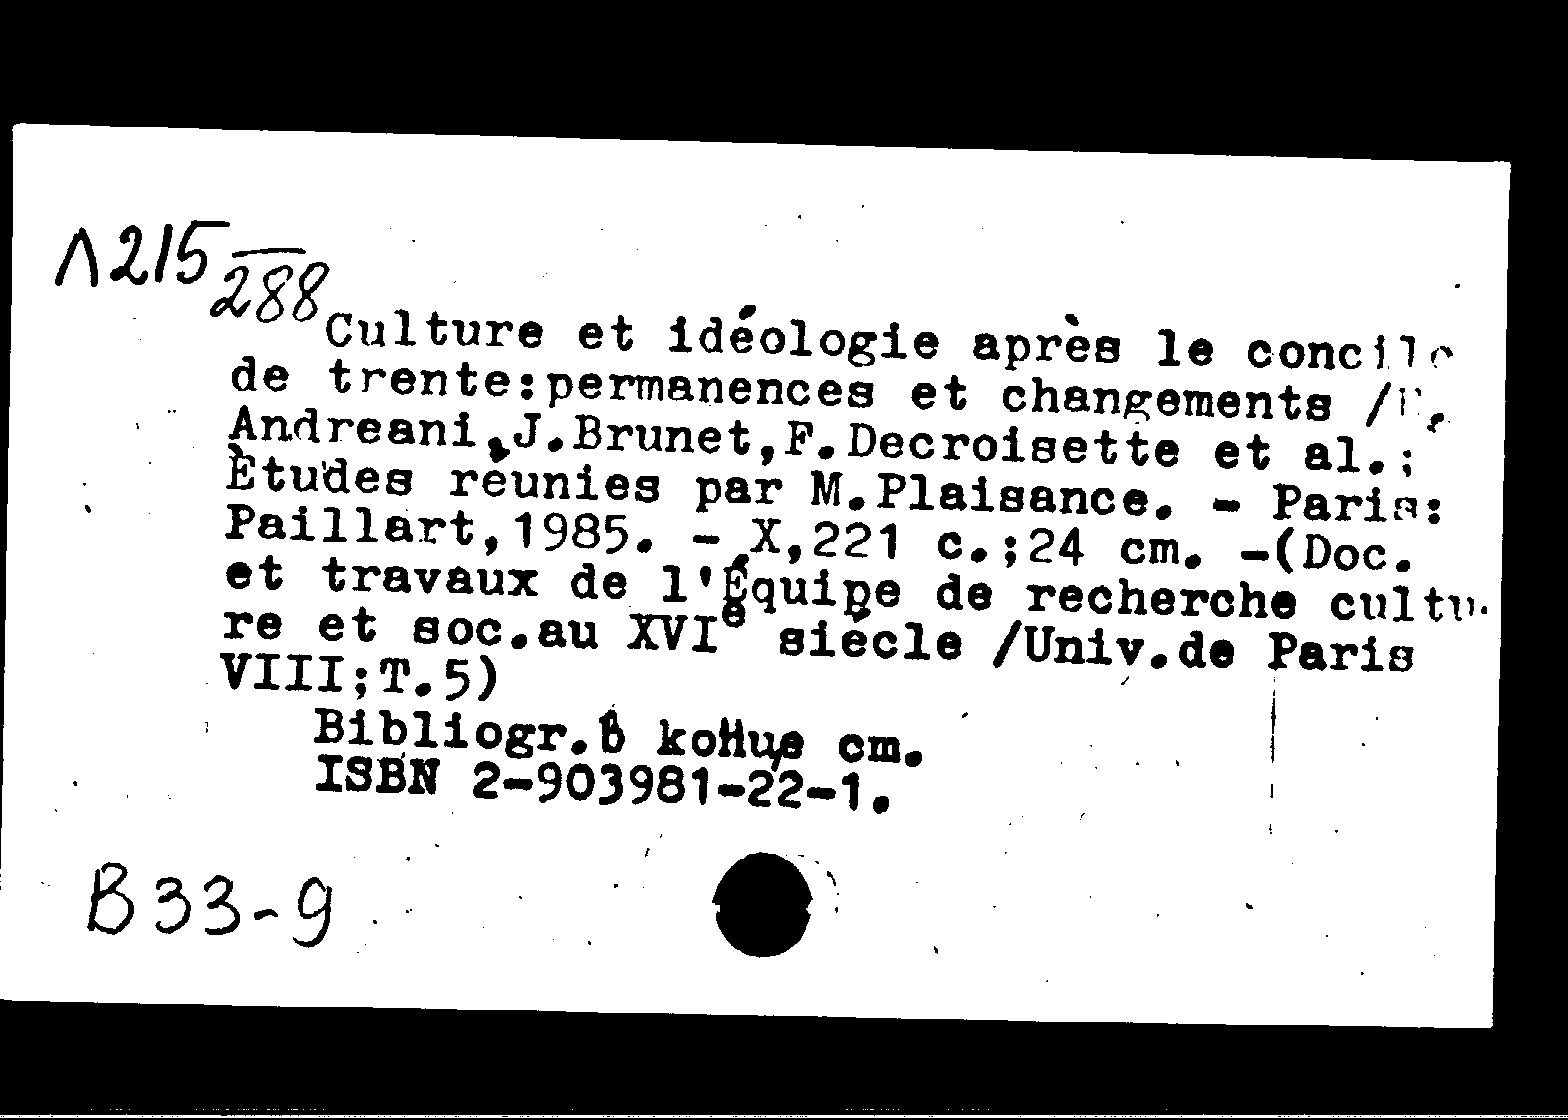 Л215
288
Culture et idéologie après le concile
de trente:permanences et changements /
Andreani,J.Brunet,F.Decroisette et al.;
Études réunies par M.Plaisance. - Paris:
Paillart,1985. - X,221 c.;24 cm. -(Doc.
et travaux de l'Équipe de recherche cultu-
re et soc.au XVIe siècle /Univ.de Paris
VIII;T.5)
Bibliogr.в конце cm.
ISBN 2-903981-22-1.
B33-9